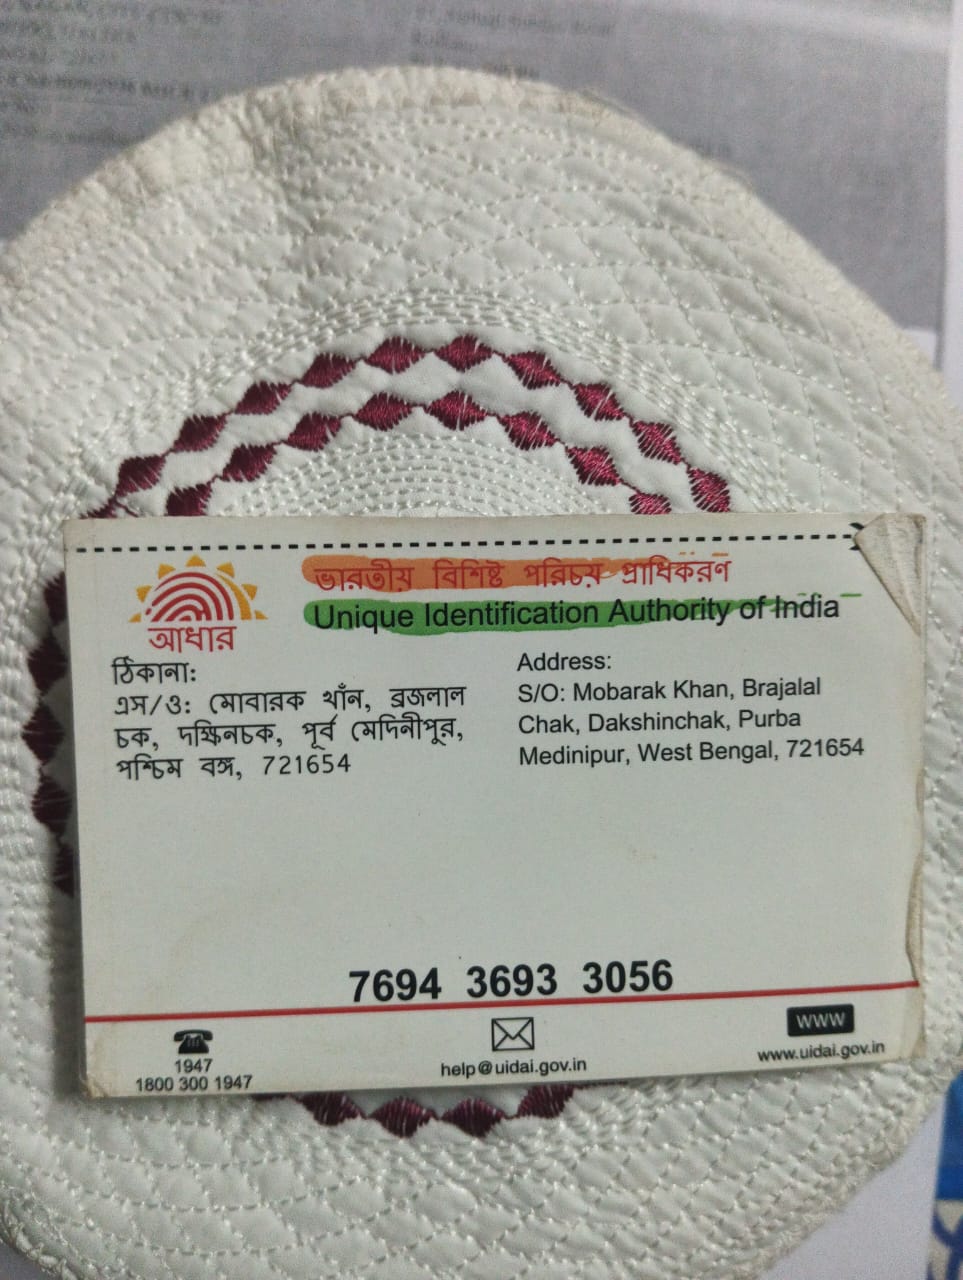 ভারতীয় বিশিষ্ট পরিচয় প্রাধিকরণ
Unique Identification Authority of India
আধার
ঠিকানা:
এস/ও: মোবারক খাঁন, ব্রজলাল
চক, দক্ষিনচক, পূর্ব মেদিনীপুর,
পশ্চিম বঙ্গ, 721654
Address:
S/O: Mobarak Khan, Brajalal
Chak, Dakshinchak, Purba
Medinipur, West Bengal, 721654
7694 3693 3056
1947
1800 300 1947
help@uidai.gov.in
WWW
www.uidai.gov.in